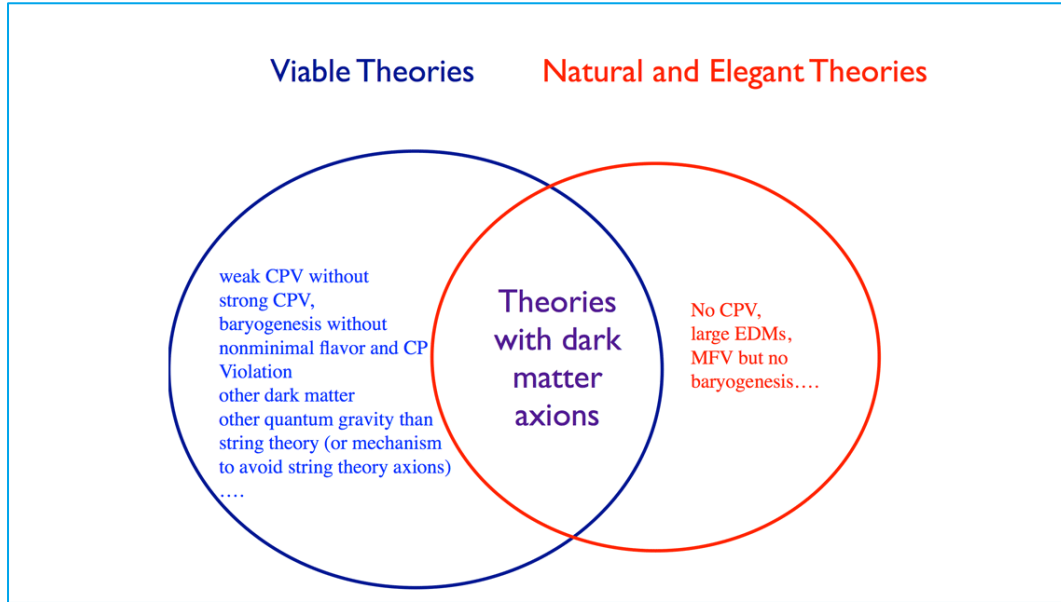 Viable Theories
Natural and Elegant Theories
weak CPV without
strong CPV,
baryogenesis without
nonminimal flavor and CP
Violation
other dark matter
other quantum gravity than
string theory (or mechanism
to avoid string theory axions)
....
Theories
with dark
matter
axions
No CPV,
large EDMs,
MFV but no
baryogenesis....